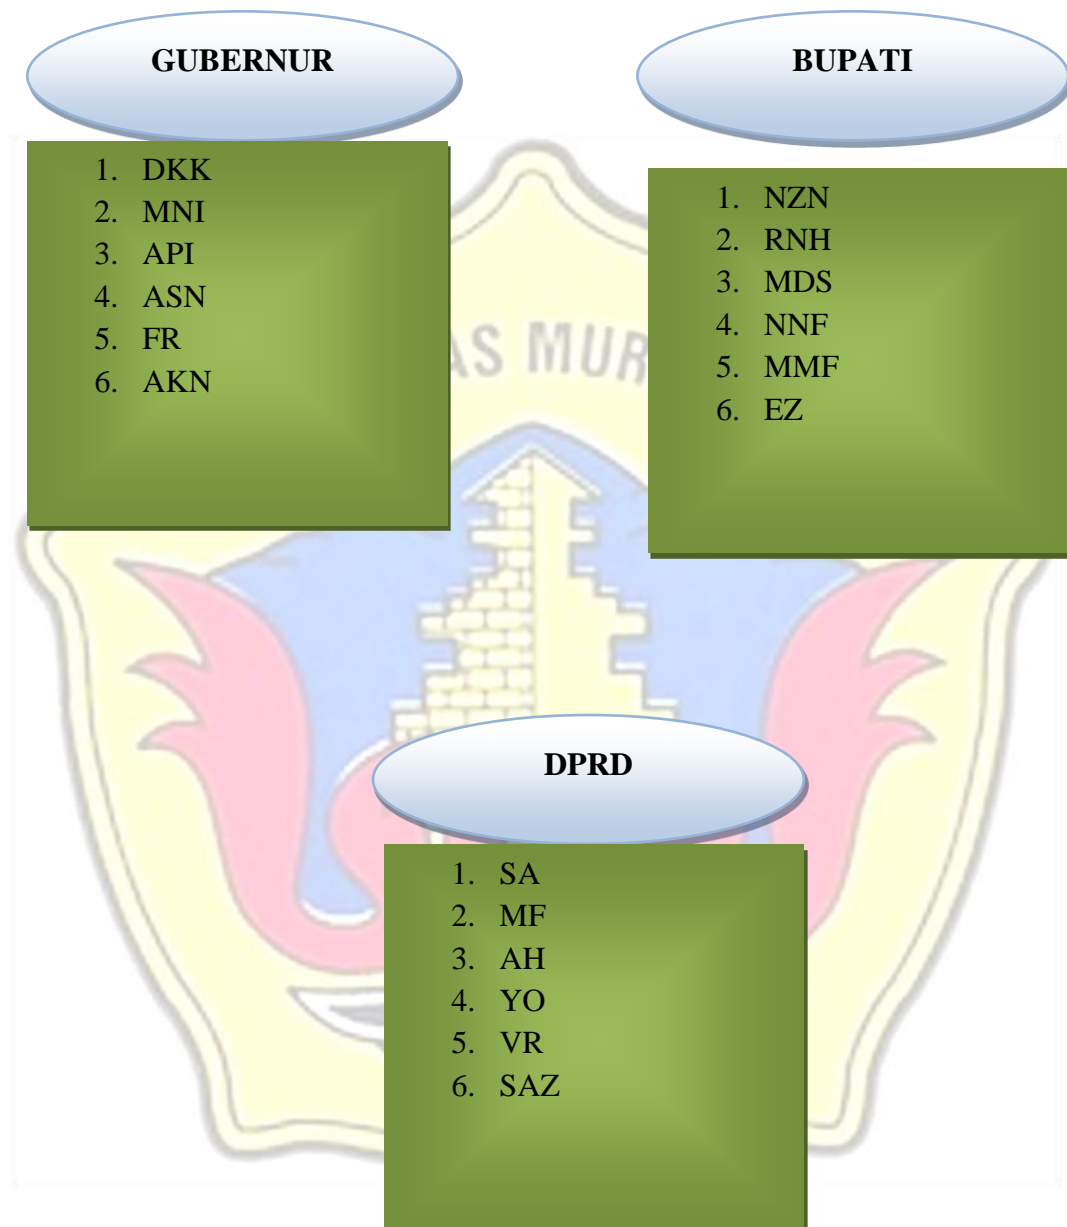 GUBERNUR
1. DKK
2. MNI
3. API
4. ASN
5. FR
6. AKN
BUPATI
1. NZN
2. RNH
3. MDS
4. NNF
5. MMF
6. EZ
AS MUR
DPRD
1. SA
2. MF
3. AH
4. YO
5. VR
6. SAZ